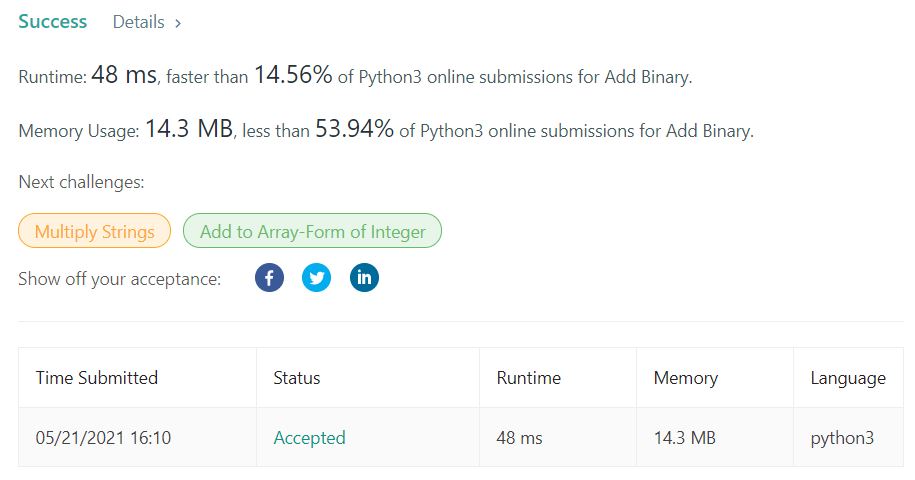 Success Details >
Runtime: 48 ms, faster than 14.56% of Python3 online submissions for Add Binary.
Memory Usage: 14.3 MB, less than 53.94% of Python3 online submissions for Add Binary.
Next challenges:
Multiply Strings Add to Array-Form of Integer
Show off your acceptance: f in
Time Submitted Status Runtime Memory Language
05/21/2021 16:10 Accepted 48 ms 14.3 MB python3